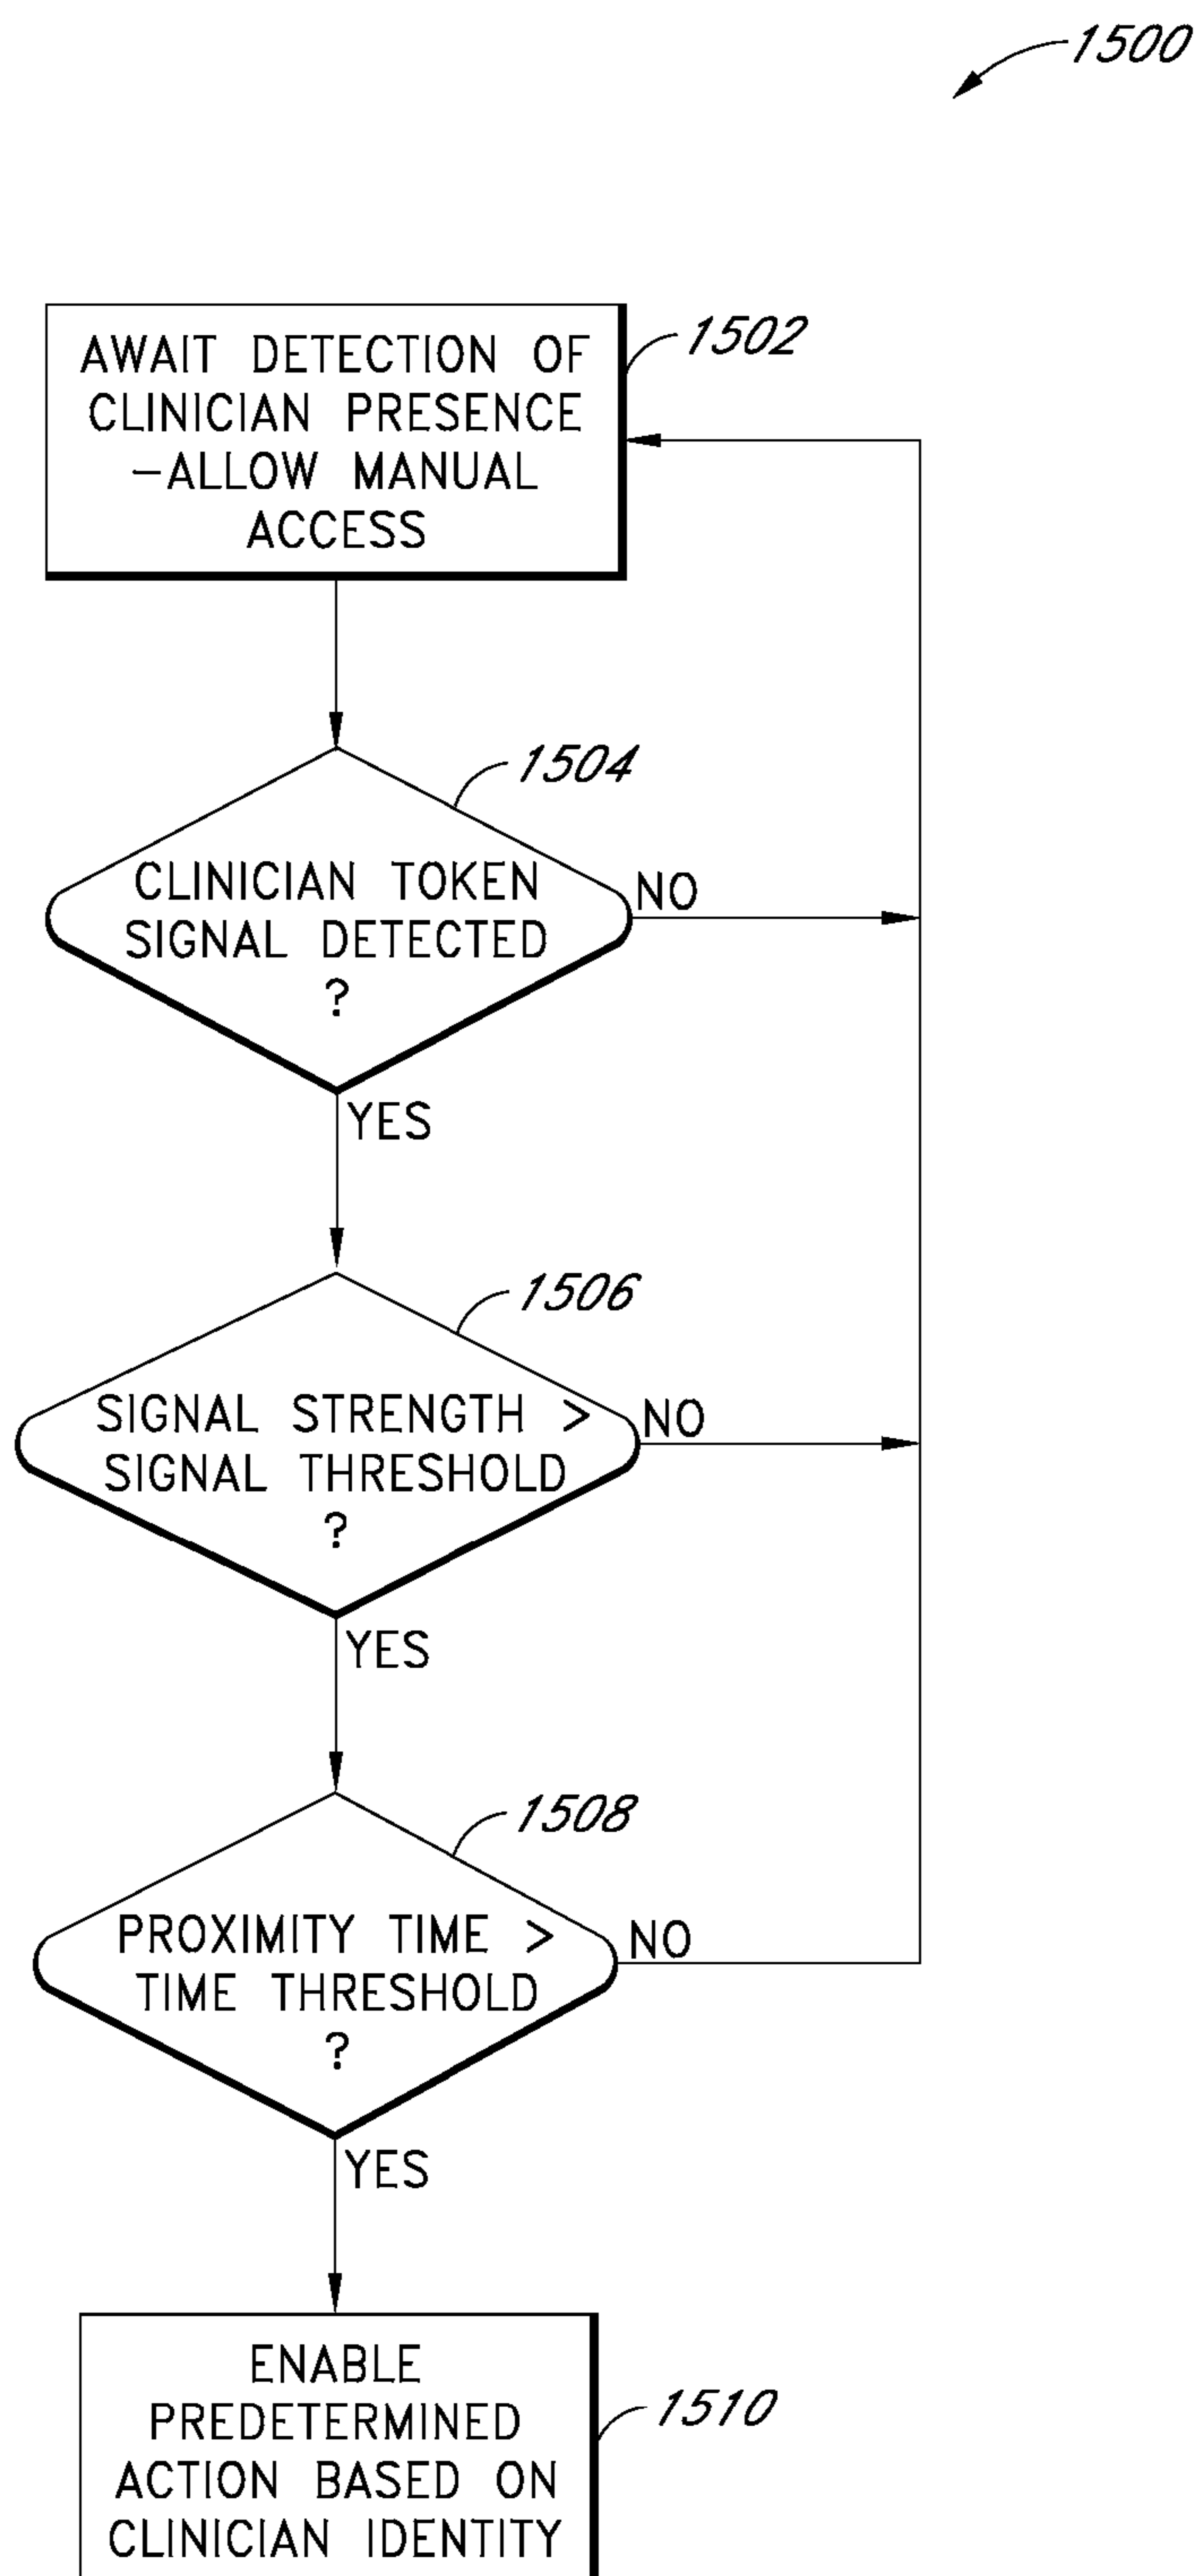 1500
AWAIT DETECTION OF
CLINICIAN PRESENCE
-ALLOW MANUAL
ACCESS
1502
1504
CLINICIAN TOKEN
SIGNAL DETECTED
?
NO
YES
1506
SIGNAL STRENGTH >
SIGNAL THRESHOLD
?
NO
YES
1508
PROXIMITY TIME >
TIME THRESHOLD
?
NO
YES
ENABLE
PREDETERMINED
ACTION BASED ON
CLINICIAN IDENTITY
1510